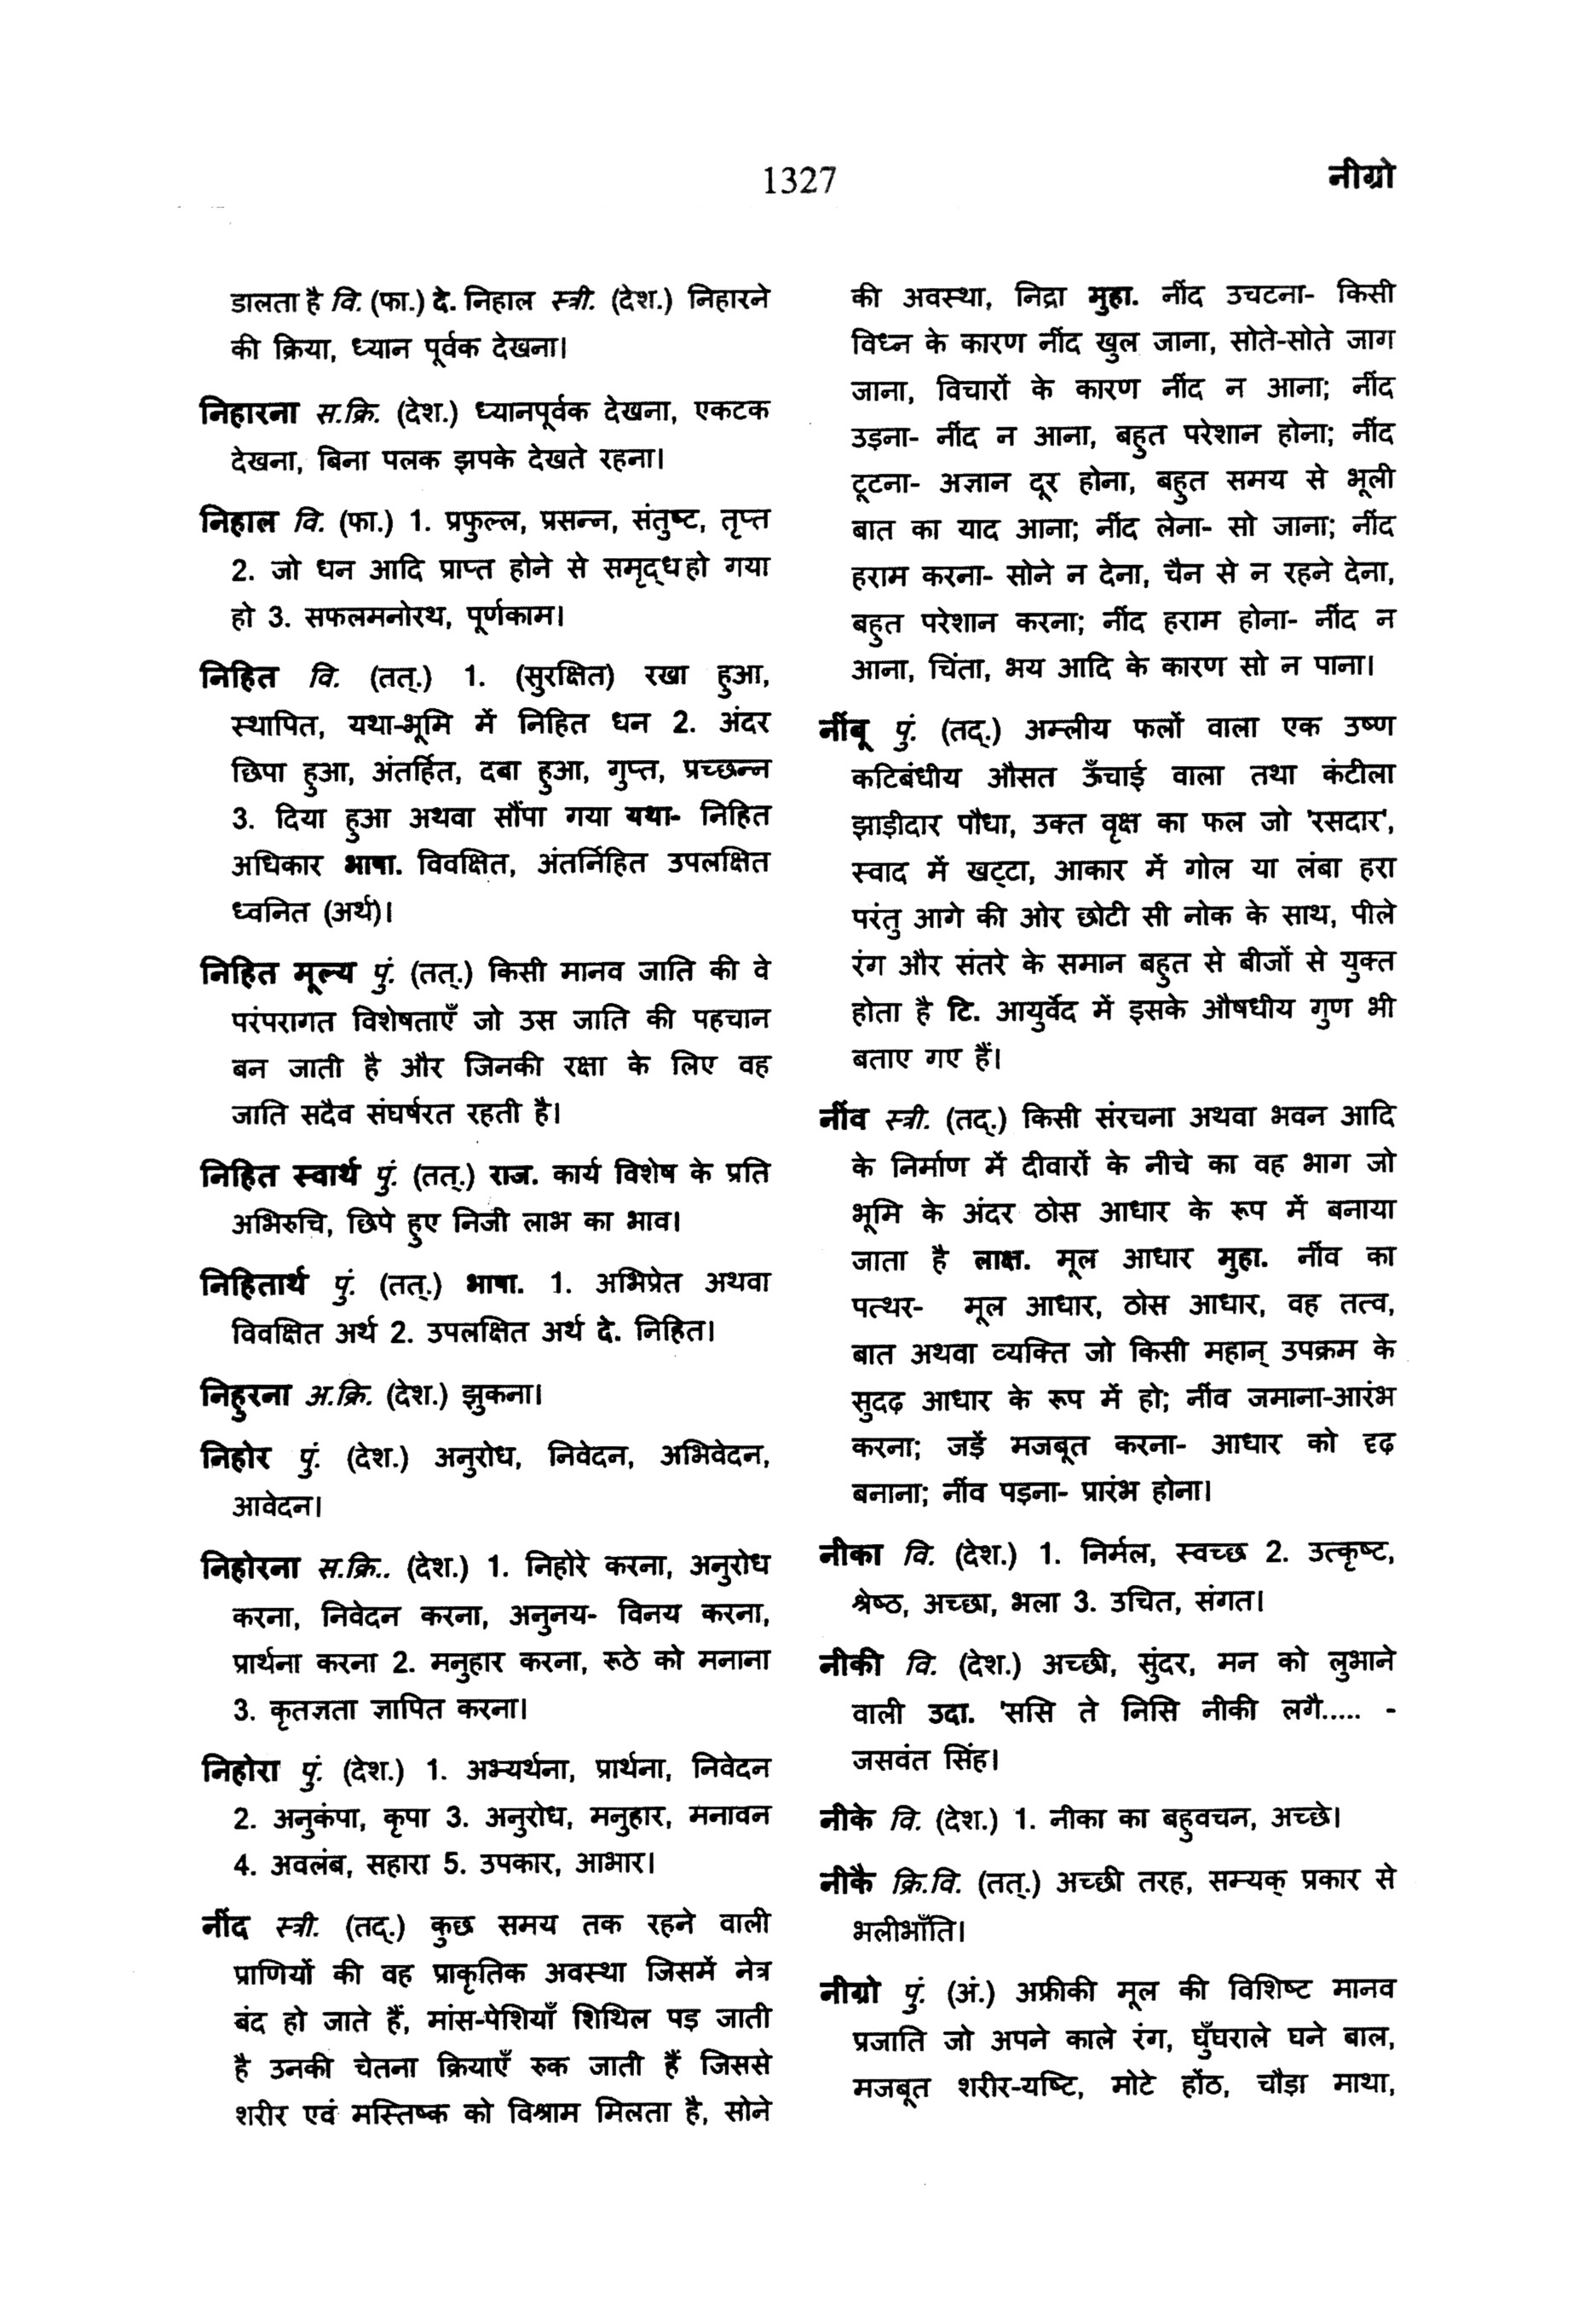 1327
नीग्रो
डालता है वि. (फा.) दे. निहाल स्त्री. (देश.) निहारने
की क्रिया, ध्यान पूर्वक देखना।
निहारना स.क्रि. (देश.) ध्यानपूर्वक देखना, एकटक
देखना, बिना पलक झपके देखते रहना।
निहाल वि. (फा.) 1. प्रफुल्ल, प्रसन्न, संतुष्ट, तृप्त
2. जो धन आदि प्राप्त होने से समृद्ध हो गया
हो 3. सफलमनोरथ, पूर्णकाम।
निहित वि. (तत्.) 1. (सुरक्षित) रखा हुआ,
स्थापित, यथा-भूमि में निहित धन 2. अंदर
छिपा हुआ, अंतर्हित, दबा हुआ, गुप्त, प्रच्छन्न
3. दिया हुआ अथवा सौंपा गया यथा- निहित
अधिकार भाषा. विवक्षित, अंतर्निहित उपलक्षित
ध्वनित (अर्थ)।
निहित मूल्य पुं. (तत्.) किसी मानव जाति की वे
परंपरागत विशेषताएँ जो उस जाति की पहचान
बन जाती है और जिनकी रक्षा के लिए वह
जाति सदैव संघर्षरत रहती है।
निहित स्वार्थ पुं. (तत्.) राज. कार्य विशेष के प्रति
अभिरुचि, छिपे हुए निजी लाभ का भाव।
निहितार्थ पुं. (तत्.) भाषा. 1. अभिप्रेत अथवा
विवक्षित अर्थ 2. उपलक्षित अर्थ दे. निहित।
निहुरना अ.क्रि. (देश.) झुकना।
निहोर पुं. (देश.) अनुरोध, निवेदन, अभिवेदन,
आवेदन।
निहोरना स.क्रि.. (देश.) 1. निहोरे करना, अनुरोध
करना, निवेदन करना, अनुनय- विनय करना,
प्रार्थना करना 2. मनुहार करना, रूठे को मनाना
3. कृतज्ञता ज्ञापित करना।
निहोरा पुं. (देश.) 1. अभ्यर्थना, प्रार्थना, निवेदन
2. अनुकंपा, कृपा 3. अनुरोध, मनुहार, मनावन
4. अवलंब, सहारा 5. उपकार, आभार।
नींद स्त्री. (तद्.) कुछ समय तक रहने वाली
प्राणियों की वह प्राकृतिक अवस्था जिसमें नेत्र
बंद हो जाते हैं, मांस-पेशियाँ शिथिल पड़ जाती
है उनकी चेतना क्रियाएँ रुक जाती हैं जिससे
शरीर एवं मस्तिष्क को विश्राम मिलता है, सोने
की अवस्था, निद्रा मुहा. नींद उचटना- किसी
विध्न के कारण नींद खुल जाना, सोते-सोते जाग
जाना, विचारों के कारण नींद न आना; नींद
उड़ना- नींद न आना, बहुत परेशान होना; नींद
टूटना- अज्ञान दूर होना, बहुत समय से भूली
बात का याद आना; नींद लेना- सो जाना; नींद
हराम करना- सोने न देना, चैन से न रहने देना,
बहुत परेशान करना; नींद हराम होना- नींद न
आना, चिंता, भय आदि के कारण सो न पाना।
नींबू पुं. (तद्.) अम्लीय फलों वाला एक उष्ण
कटिबंधीय औसत ऊँचाई वाला तथा कंटीला
झाड़ीदार पौधा, उक्त वृक्ष का फल जो 'रसदार',
स्वाद में खट्टा, आकार में गोल या लंबा हरा
परंतु आगे की ओर छोटी सी नोक के साथ, पीले
रंग और संतरे के समान बहुत से बीजों से युक्त
होता है टि. आयुर्वेद में इसके औषधीय गुण भी
बताए गए हैं।
नींव स्त्री. (तद्.) किसी संरचना अथवा भवन आदि
के निर्माण में दीवारों के नीचे का वह भाग जो
भूमि के अंदर ठोस आधार के रूप में बनाया
जाता है लाक्ष. मूल आधार मुहा. नींव का
पत्थर- मूल आधार, ठोस आधार, वह तत्व,
बात अथवा व्यक्ति जो किसी महान् उपक्रम के
सुदृढ़ आधार के रूप में हो; नींव जमाना-आरंभ
करना; जड़ें मजबूत करना- आधार को दृढ़
बनाना; नींव पड़ना- प्रारंभ होना।
नीका वि. (देश.) 1. निर्मल, स्वच्छ 2. उत्कृष्ट,
श्रेष्ठ, अच्छा, भला 3. उचित, संगत।
नीकी वि. (देश.) अच्छी, सुंदर, मन को लुभाने
वाली उदा. 'ससि ते निसि नीकी लगै..... -
जसवंत सिंह।
नीके वि. (देश.) 1. नीका का बहुवचन, अच्छे।
नीकै क्रि.वि. (तत्.) अच्छी तरह, सम्यक् प्रकार से
भलीभाँति।
नीग्रो पुं. (अं.) अफ्रीकी मूल की विशिष्ट मानव
प्रजाति जो अपने काले रंग, घुँघराले घने बाल,
मजबूत शरीर-यष्टि, मोटे होंठ, चौड़ा माथा,